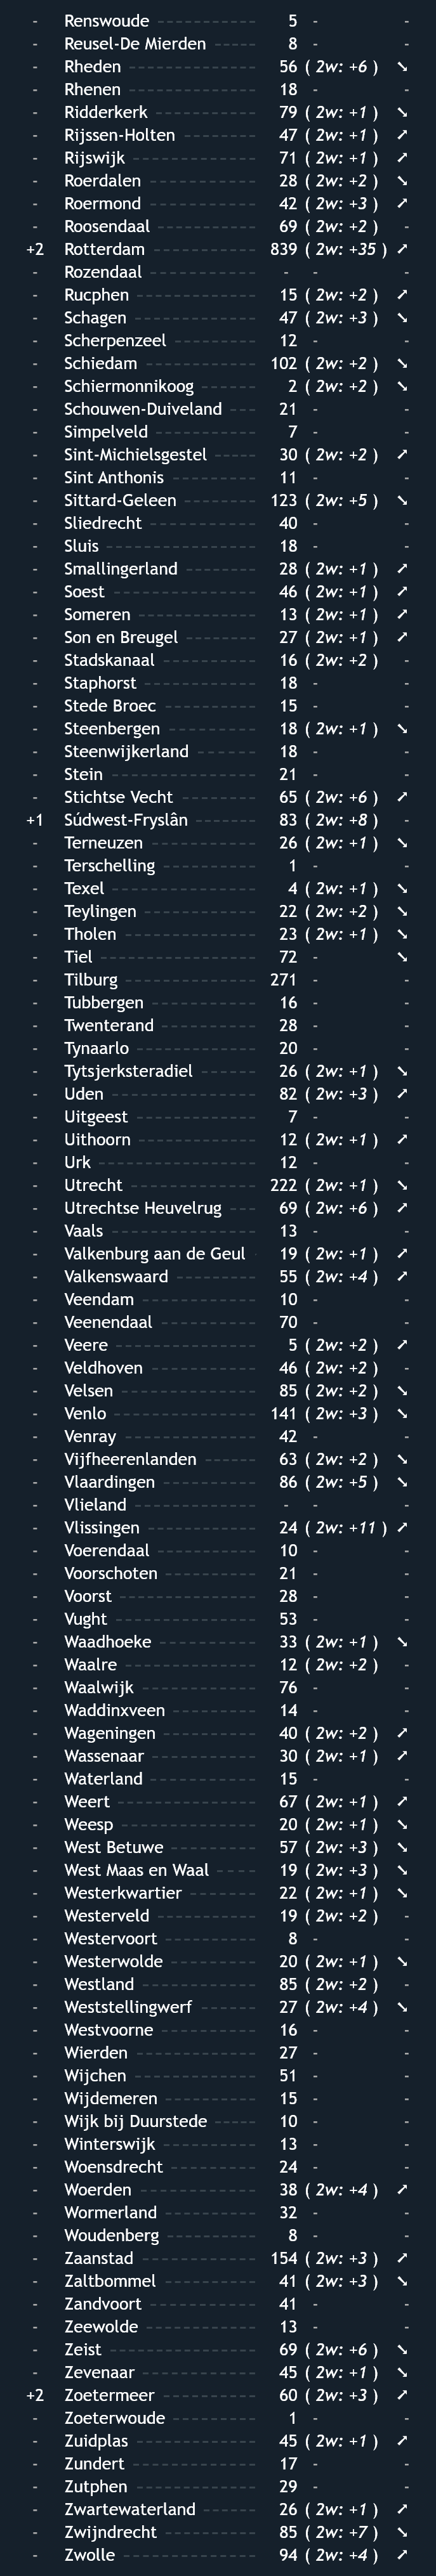 - Renswoude 5 - -
- Reusel-De Mierden 8 - -
- Rheden 56 ( 2w: +6 ) ➘
- Rhenen 18 - -
- Ridderkerk 79 ( 2w: +1 ) ➘
- Rijssen-Holten 47 ( 2w: +1 ) ➚
- Rijswijk 71 ( 2w: +1 ) ➚
- Roerdalen 28 ( 2w: +2 ) ➘
- Roermond 42 ( 2w: +3 ) ➚
- Roosendaal 69 ( 2w: +2 ) -
+2 Rotterdam 839 ( 2w: +35 ) ➚
- Rozendaal - - -
- Rucphen 15 ( 2w: +2 ) ➚
- Schagen 47 ( 2w: +3 ) ➘
- Scherpenzeel 12 - -
- Schiedam 102 ( 2w: +2 ) ➘
- Schiermonnikoog 2 ( 2w: +2 ) ➘
- Schouwen-Duiveland 21 - -
- Simpelveld 7 - -
- Sint-Michielsgestel 30 ( 2w: +2 ) ➚
- Sint Anthonis 11 - -
- Sittard-Geleen 123 ( 2w: +5 ) ➘
- Sliedrecht 40 - -
- Sluis 18 - -
- Smallingerland 28 ( 2w: +1 ) ➚
- Soest 46 ( 2w: +1 ) ➚
- Someren 13 ( 2w: +1 ) ➚
- Son en Breugel 27 ( 2w: +1 ) ➚
- Stadskanaal 16 ( 2w: +2 ) -
- Staphorst 18 - -
- Stede Broec 15 - -
- Steenbergen 18 ( 2w: +1 ) ➘
- Steenwijkerland 18 - -
- Stein 21 - -
- Stichtse Vecht 65 ( 2w: +6 ) ➚
+1 Súdwest-Fryslân 83 ( 2w: +8 ) -
- Terneuzen 26 ( 2w: +1 ) ➘
- Terschelling 1 - -
- Texel 4 ( 2w: +1 ) ➘
- Teylingen 22 ( 2w: +2 ) ➘
- Tholen 23 ( 2w: +1 ) ➘
- Tiel 72 - ➘
- Tilburg 271 - -
- Tubbergen 16 - -
- Twenterand 28 - -
- Tynaarlo 20 - -
- Tytsjerksteradiel 26 ( 2w: +1 ) ➘
- Uden 82 ( 2w: +3 ) ➚
- Uitgeest 7 - -
- Uithoorn 12 ( 2w: +1 ) ➚
- Urk 12 - -
- Utrecht 222 ( 2w: +1 ) ➘
- Utrechtse Heuvelrug 69 ( 2w: +6 ) ➚
- Vaals 13 - -
- Valkenburg aan de Geul 19 ( 2w: +1 ) ➚
- Valkenswaard 55 ( 2w: +4 ) ➚
- Veendam 10 - -
- Veenendaal 70 - -
- Veere 5 ( 2w: +2 ) ➚
- Veldhoven 46 ( 2w: +2 ) -
- Velsen 85 ( 2w: +2 ) ➘
- Venlo 141 ( 2w: +3 ) ➘
- Venray 42 - -
- Vijfheerenlanden 63 ( 2w: +2 ) ➘
- Vlaardingen 86 ( 2w: +5 ) ➘
- Vlieland - - -
- Vlissingen 24 ( 2w: +11 ) ➚
- Voerendaal 10 - -
- Voorschoten 21 - -
- Voorst 28 - -
- Vught 53 - -
- Waadhoeke 33 ( 2w: +1 ) ➘
- Waalre 12 ( 2w: +2 ) -
- Waalwijk 76 - -
- Waddinxveen 14 - -
- Wageningen 40 ( 2w: +2 ) ➚
- Wassenaar 30 ( 2w: +1 ) ➚
- Waterland 15 - -
- Weert 67 ( 2w: +1 ) ➚
- Weesp 20 ( 2w: +1 ) ➘
- West Betuwe 57 ( 2w: +3 ) ➘
- West Maas en Waal 19 ( 2w: +3 ) ➘
- Westerkwartier 22 ( 2w: +1 ) ➘
- Westerveld 19 ( 2w: +2 ) -
- Westervoort 8 - -
- Westerwolde 20 ( 2w: +1 ) ➘
- Westland 85 ( 2w: +2 ) -
- Weststellingwerf 27 ( 2w: +4 ) ➘
- Westvoorne 16 - -
- Wierden 27 - -
- Wijchen 51 - -
- Wijdemeren 15 - -
- Wijk bij Duurstede 10 - -
- Winterswijk 13 - -
- Woensdrecht 24 - -
- Woerden 38 ( 2w: +4 ) ➚
- Wormerland 32 - -
- Woudenberg 8 - -
- Zaanstad 154 ( 2w: +3 ) ➚
- Zaltbommel 41 ( 2w: +3 ) ➘
- Zandvoort 41 - -
- Zeewolde 13 - -
- Zeist 69 ( 2w: +6 ) ➘
- Zevenaar 45 ( 2w: +1 ) ➘
+2 Zoetermeer 60 ( 2w: +3 ) ➚
- Zoeterwoude 1 - -
- Zuidplas 45 ( 2w: +1 ) ➚
- Zundert 17 - -
- Zutphen 29 - -
- Zwartewaterland 26 ( 2w: +1 ) ➚
- Zwijndrecht 85 ( 2w: +7 ) ➘
- Zwolle 94 ( 2w: +4 ) ➚